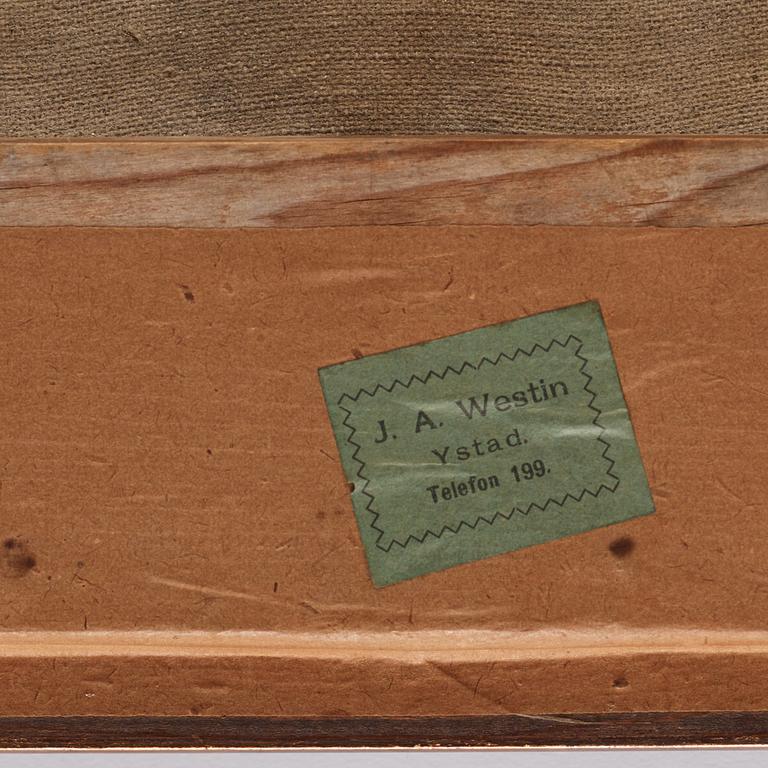 J. A. Westin
Ystad.
Telefon 199.